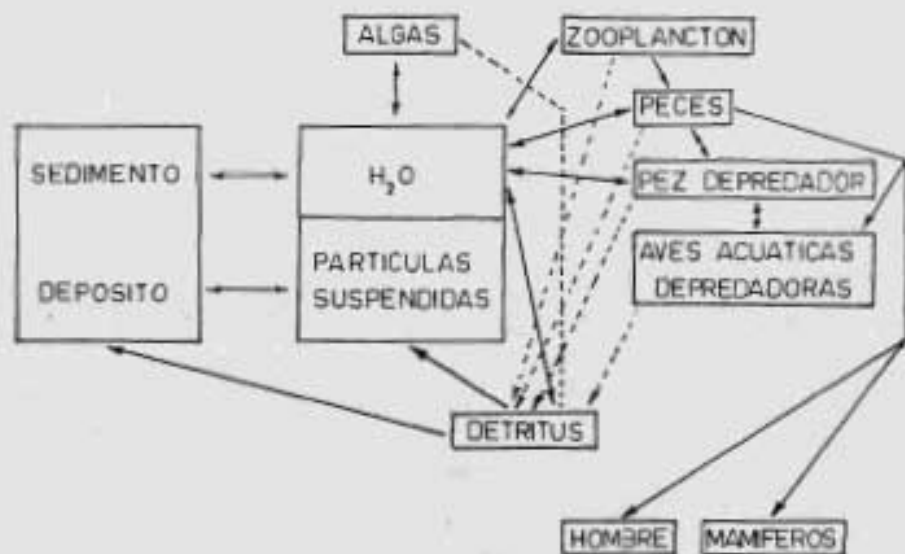 ALGAS
ZOOPLANCTON
PECES
SEDIMENTO
DEPOSITO
H₂O
PARTICULAS
SUSPENDIDAS
PEZ DEPREDADOR
AVES ACUATICAS
DEPREDADORAS
DETRITUS
HOMBRE
MAMIFEROS